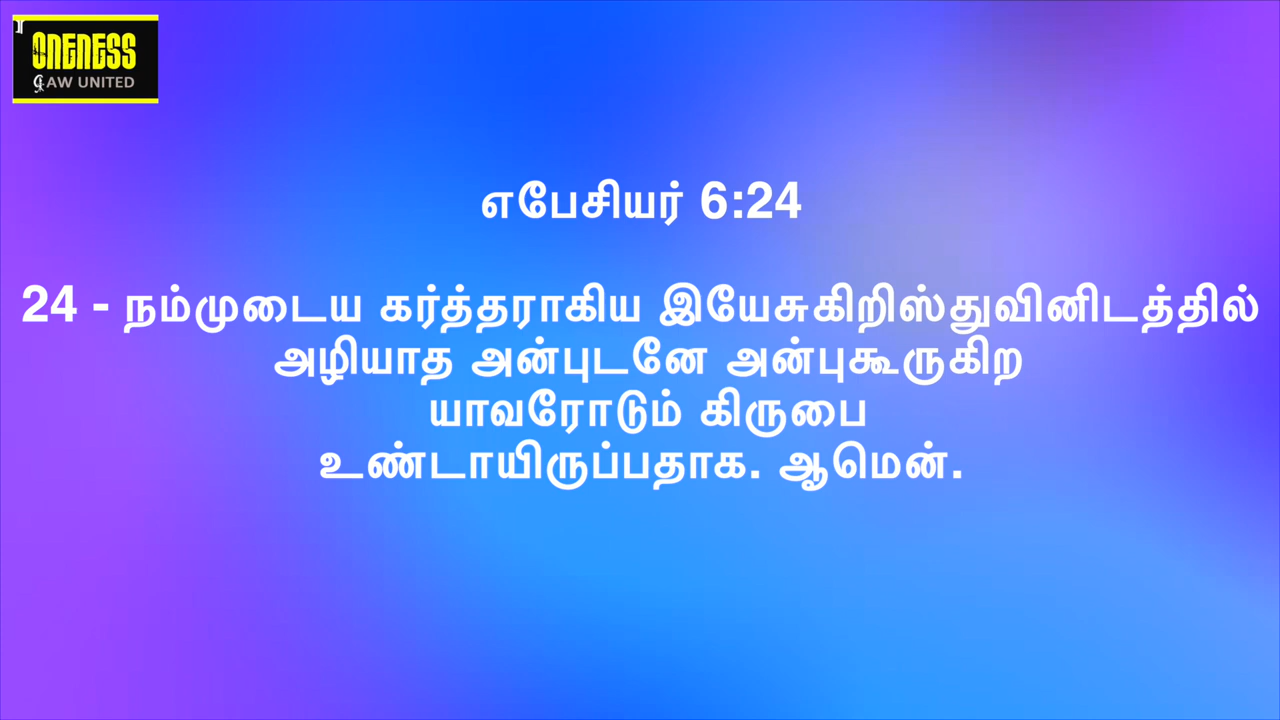 ONENESS
LAW UNITED
எபேசியர் 6:24
24 - நம்முடைய கர்த்தராகிய இயேசுகிறிஸ்துவினிடத்தில்
அழியாத அன்புடனே அன்புகூருகிற
யாவரோடும் கிருபை
உண்டாயிருப்பதாக. ஆமென்.